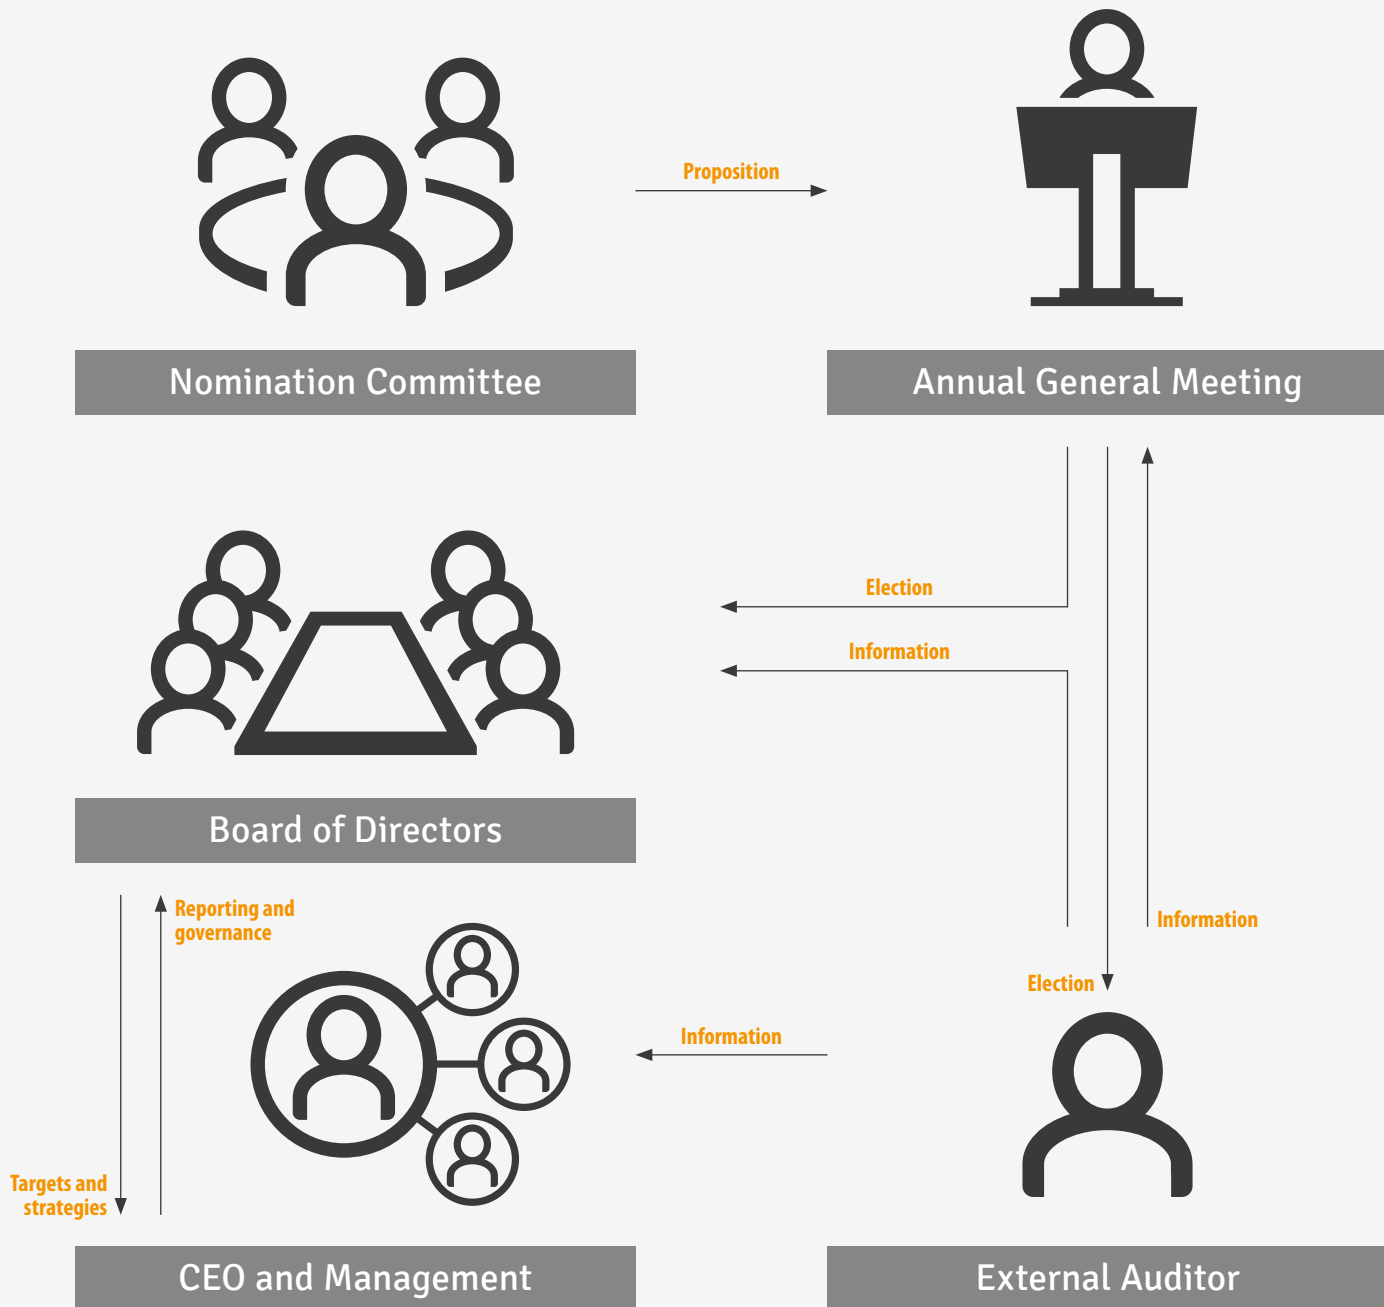 Proposition
Nomination Committee
Annual General Meeting
Election
Information
Board of Directors
Reporting and
governance
Information
Election
Information
Targets and
strategies
CEO and Management
External Auditor